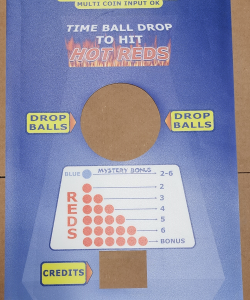 MULTI COIN INPUT OK
TIME BALL DROP
TO HIT
HOT REDS
DROP
BALLS
DROP
BALLS
MYSTERY BONUS
BLUE 2-6
REDS
2
3
4
5
6
BONUS
CREDITS